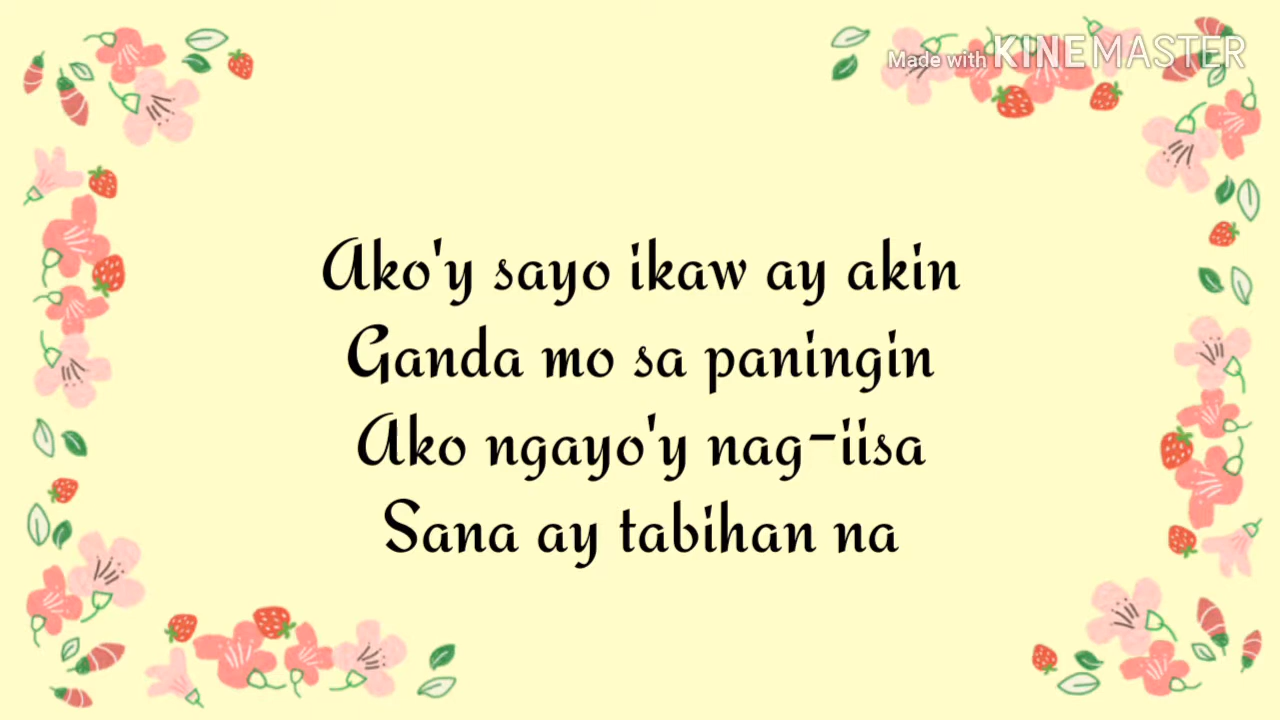 Made with KINEMASTER
Ako'y sayo ikaw ay akin
Ganda mo sa paningin
Ako ngayo'y nag-iisa
Sana ay tabihan na